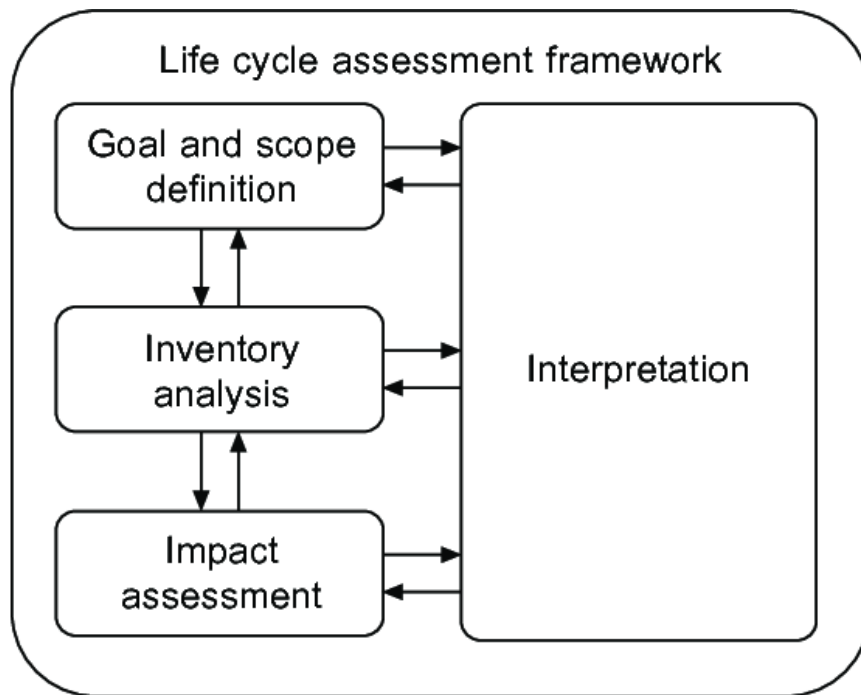 Life cycle assessment framework
Goal and scope
definition
Inventory
analysis
Impact
assessment
Interpretation